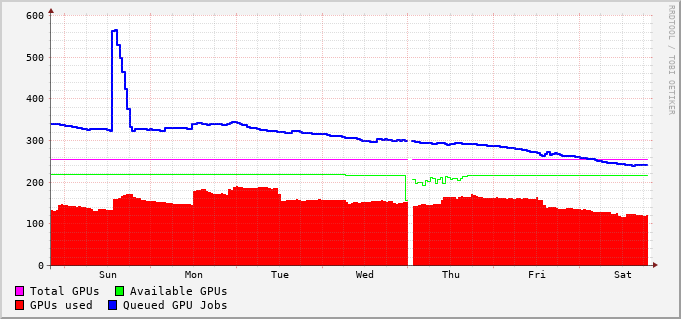 RRDTOOL / TOBI OETIKER
600
500
400
300
200
100
0
Sun Mon Tue Wed Thu Fri Sat
Total GPUs Available GPUs
GPUs used Queued GPU Jobs